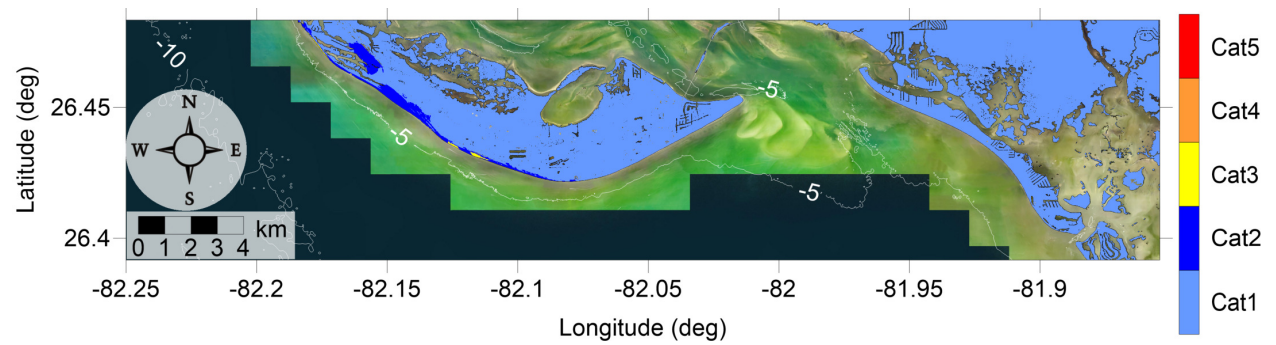 -10
-5
-5
-5
N
W E
S
km
0 1 2 3 4
Latitude (deg)
26.45
26.4
-82.25 -82.2 -82.15 -82.1 -82.05 -82 -81.95 -81.9
Longitude (deg)
Cat5
Cat4
Cat3
Cat2
Cat1